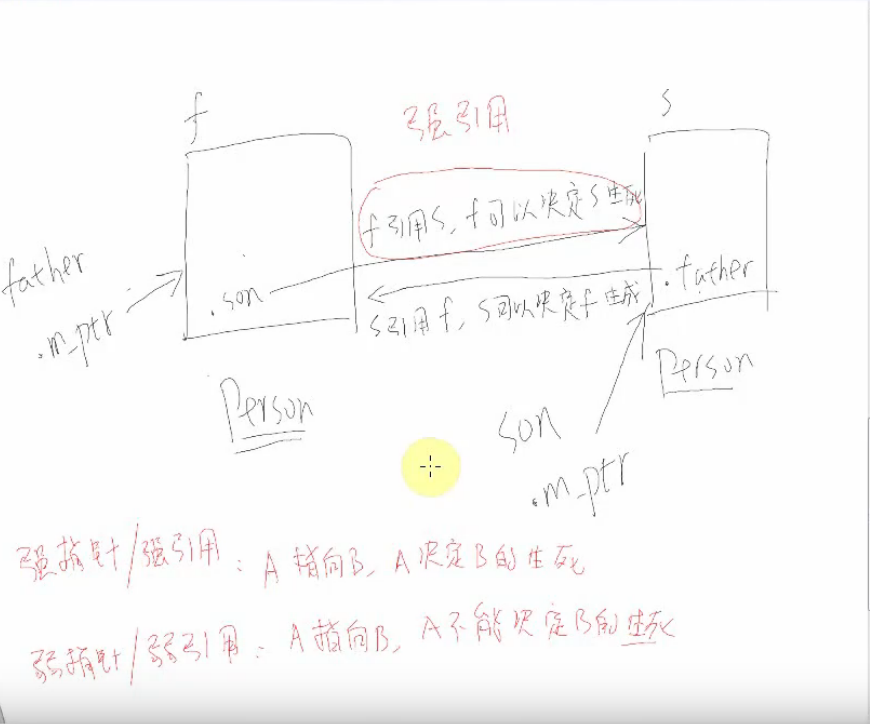 f
s
强引用
f引用s，f可以决定s生死
father
.m_ptr
.son
.father
s引用f，s可以决定f生成
Person
Person
son
.m_ptr
强指针/强引用：A指向B，A决定B的生死
弱指针/弱引用：A指向B，A不能决定B的生死